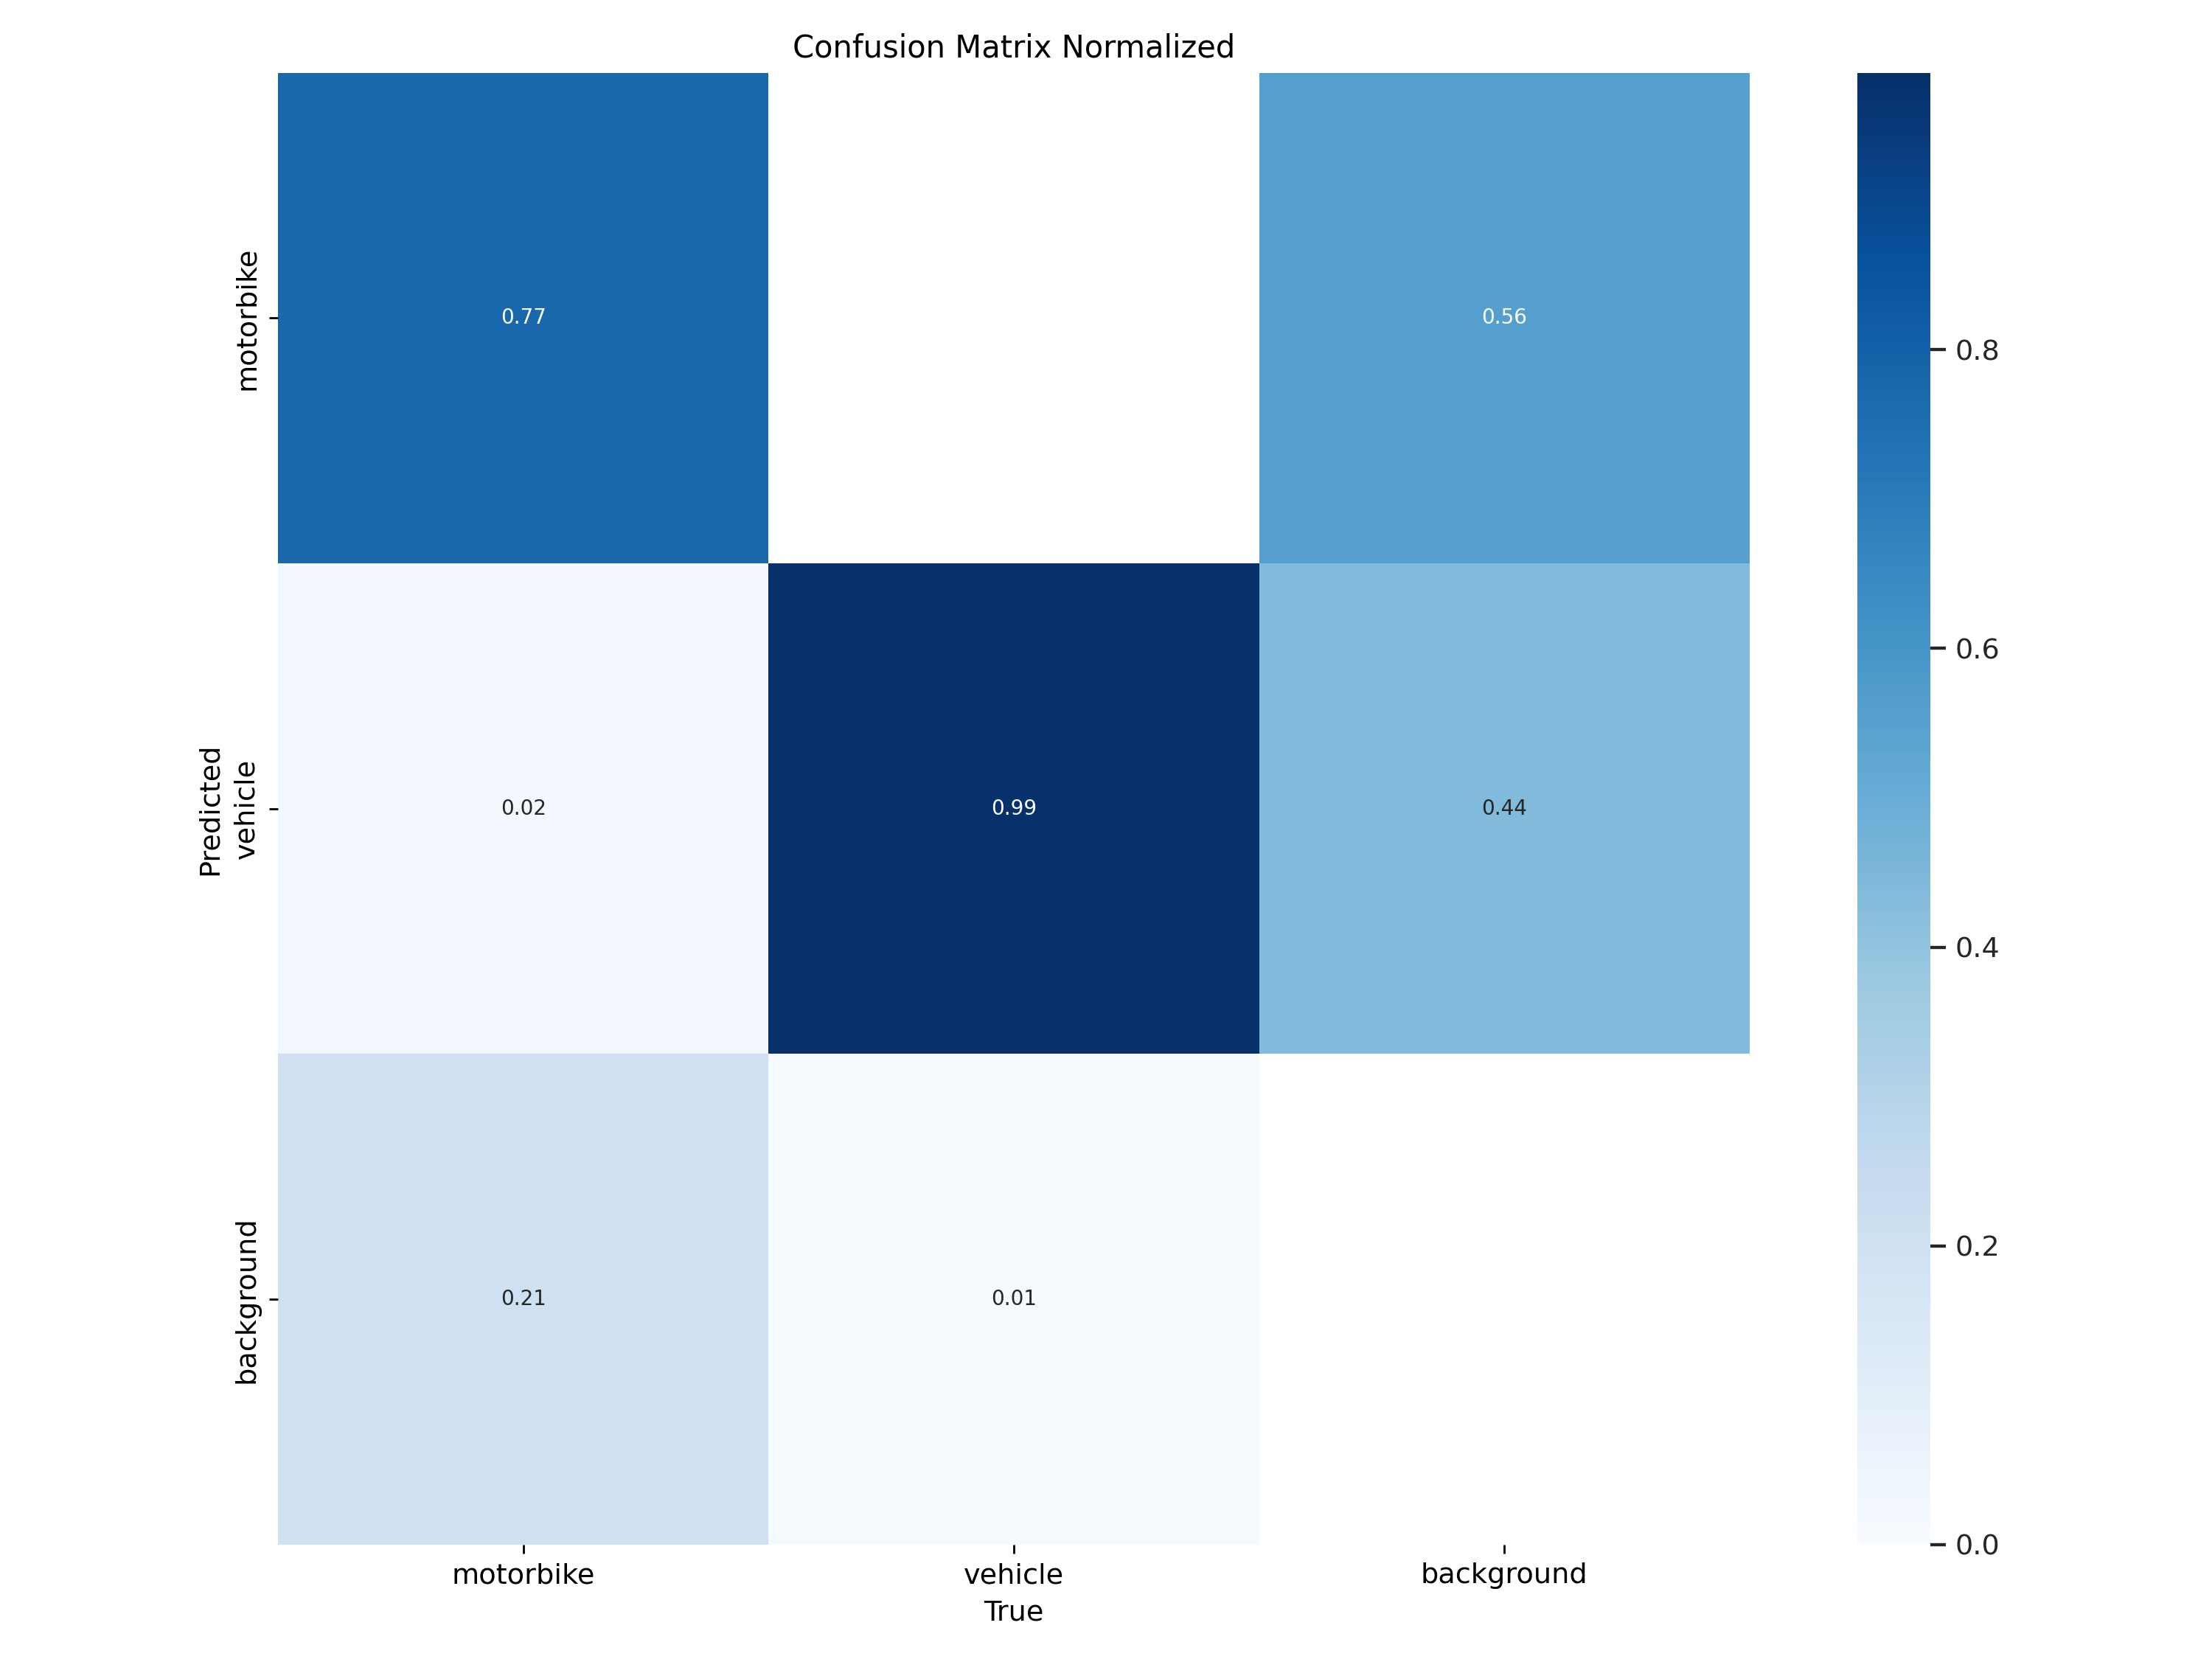 Confusion Matrix Normalized
motorbike
0.77
0.56
0.8
0.6
Predicted
vehicle
0.02
0.99
0.44
0.4
background
0.21
0.01
0.2
0.0
motorbike
vehicle
background
True